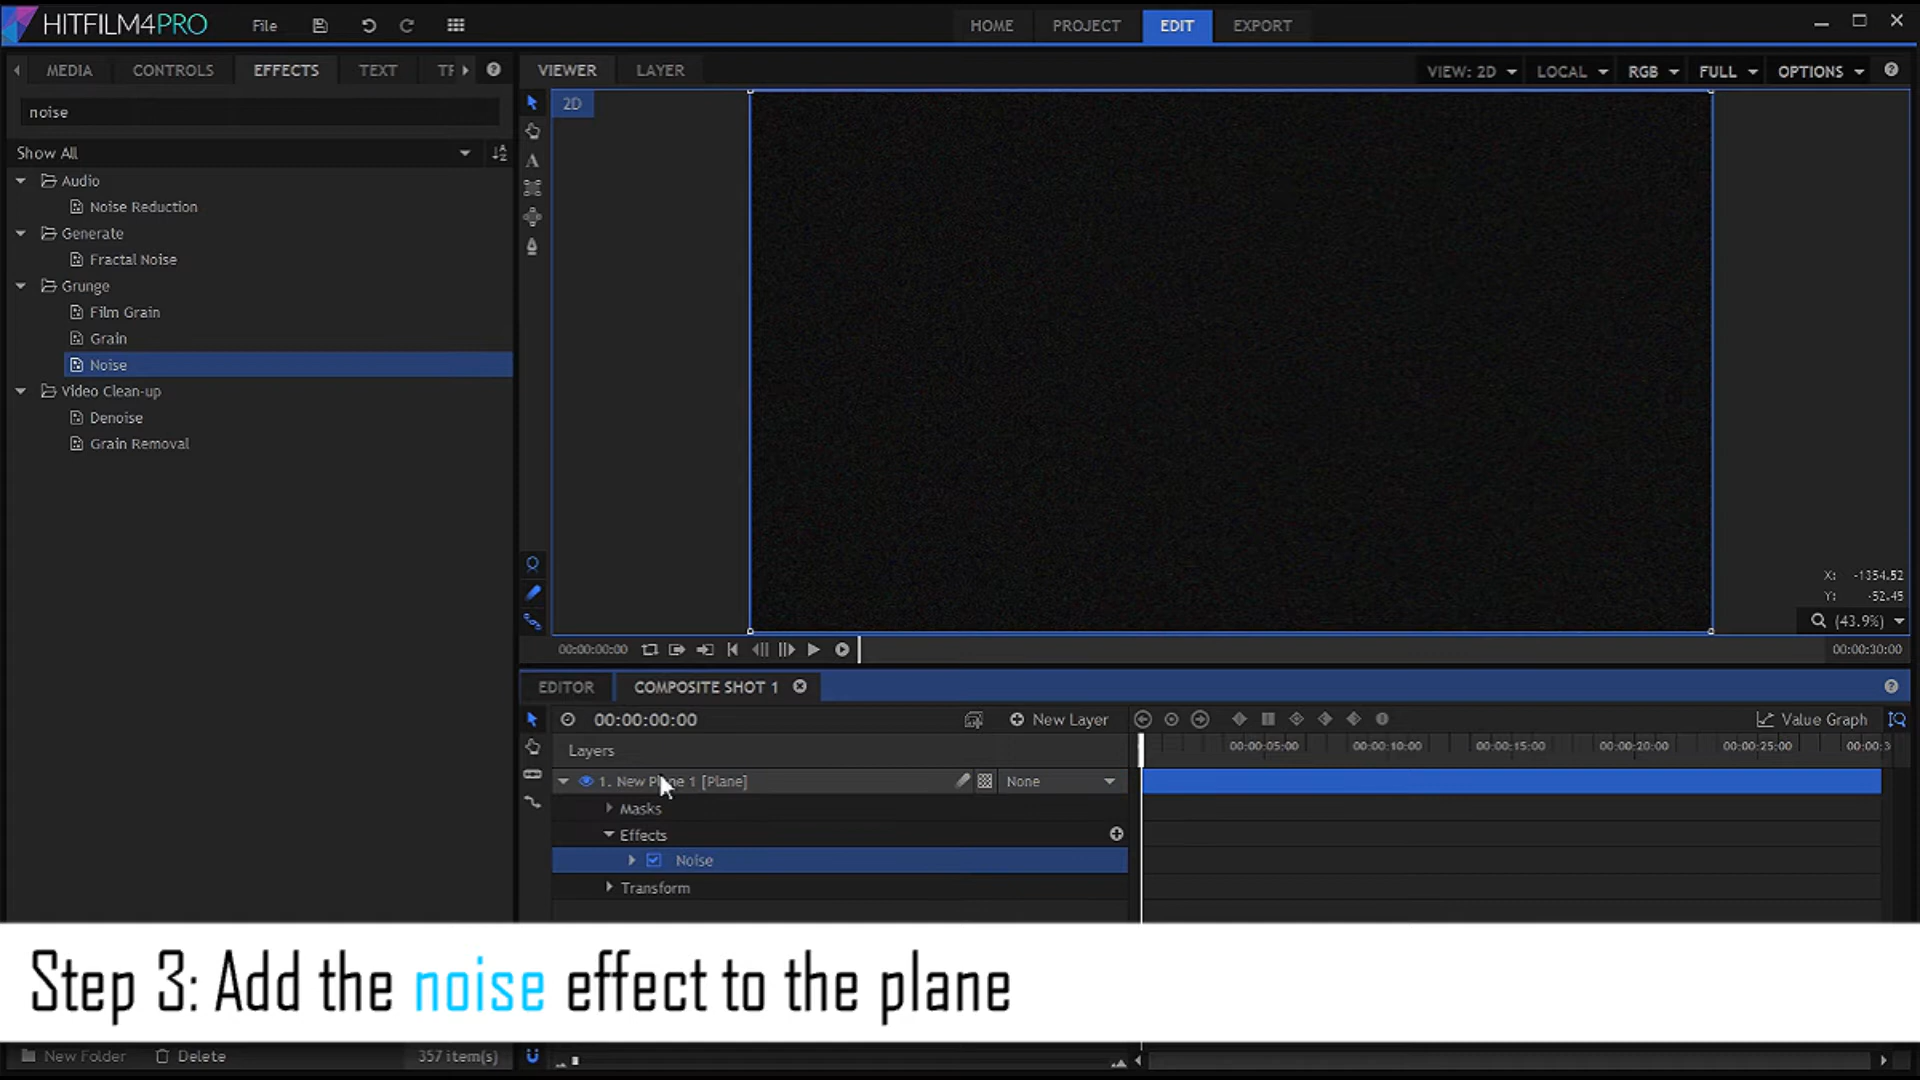 HITFILM4PRO
File
HOME
PROJECT
EDIT
EXPORT
MEDIA
CONTROLS
EFFECTS
TEXT
VIEWER
LAYER
VIEW: 2D
LOCAL
RGB
FULL
OPTIONS
noise
2D
Show All
Audio
Noise Reduction
Generate
Fractal Noise
Grunge
Film Grain
Grain
Noise
Video Clean-up
Denoise
Grain Removal
X: -1354.52
Y: -52.45
(43.9%)
00:00:00:00
00:00:30:00
EDITOR
COMPOSITE SHOT 1
00:00:00:00
New Layer
Value Graph
Layers
00:00:05:00
00:00:10:00
00:00:15:00
00:00:20:00
00:00:25:00
00:00:3
1. New Plane 1 [Plane]
None
Masks
Effects
Noise
Transform
Step 3: Add the noise effect to the plane
New Folder
Delete
357 item(s)